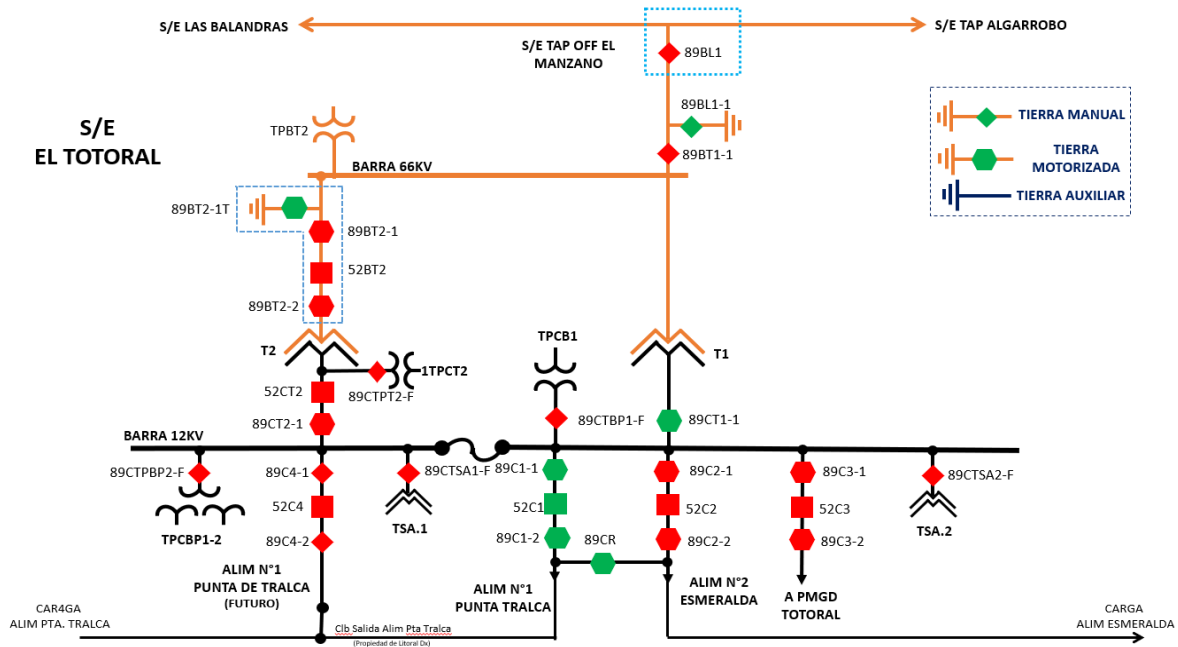 S/E LAS BALANDRAS
S/E TAP ALGARROBO
S/E TAP OFF EL
MANZANO
89BL1
S/E
EL TOTORAL
TPBT2
89BL1-1
TIERRA MANUAL
TIERRA
MOTORIZADA
TIERRA AUXILIAR
BARRA 66KV
89BT1-1
89BT2-1T
89BT2-1
52BT2
89BT2-2
T2
TPCB1
T1
1TPCT2
52CT2
89CTPT2-F
89CT2-1
89CTBP1-F
89CT1-1
BARRA 12KV
89CTPBP2-F
89C4-1
89CTSA1-F
89C1-1
89C2-1
89C3-1
89CTSA2-F
52C4
52C1
52C2
52C3
TPCBP1-2
89C4-2
TSA.1
89C1-2
89CR
89C2-2
89C3-2
TSA.2
ALIM N°1
PUNTA DE TRALCA
(FUTURO)
ALIM N°1
PUNTA TRALCA
ALIM N°2
ESMERALDA
A PMGD
TOTORAL
CAR4GA
ALIM PTA. TRALCA
Clb Salida Alim Pta Tralca
(Propiedad de Litoral Dx)
CARGA
ALIM ESMERALDA